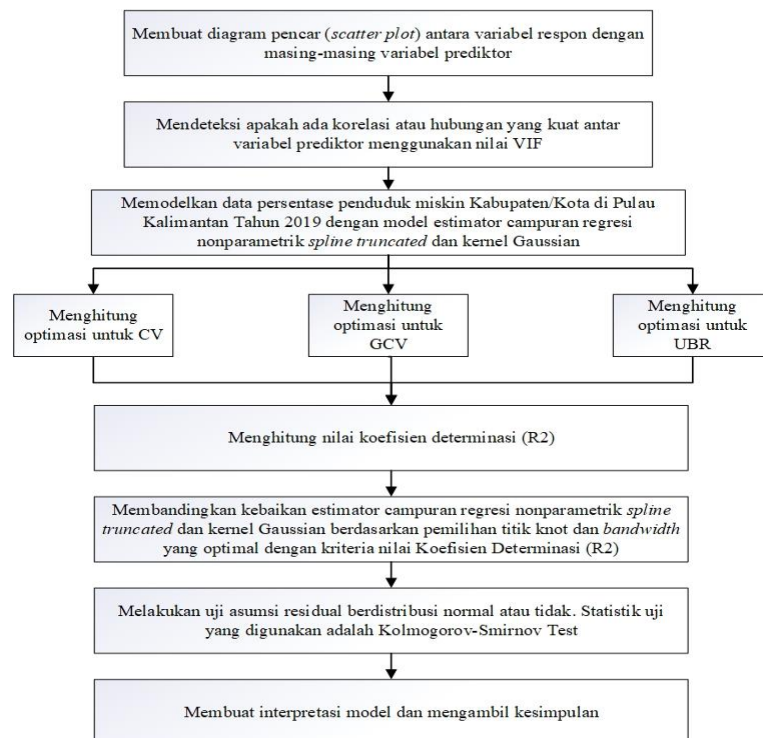 Membuat diagram pencar (scatter plot) antara variabel respon dengan
masing-masing variabel prediktor
Mendeteksi apakah ada korelasi atau hubungan yang kuat antar
variabel prediktor menggunakan nilai VIF
Memodelkan data persentase penduduk miskin Kabupaten/Kota di Pulau
Kalimantan Tahun 2019 dengan model estimator campuran regresi
nonparametrik spline truncated dan kernel Gaussian
Menghitung
optimasi untuk CV
Menghitung
optimasi untuk
GCV
Menghitung
optimasi untuk
UBR
Menghitung nilai koefisien determinasi (R2)
Membandingkan kebaikan estimator campuran regresi nonparametrik spline
truncated dan kernel Gaussian berdasarkan pemilihan titik knot dan bandwidth
yang optimal dengan kriteria nilai Koefisien Determinasi (R2)
Melakukan uji asumsi residual berdistribusi normal atau tidak. Statistik uji
yang digunakan adalah Kolmogorov-Smirnov Test
Membuat interpretasi model dan mengambil kesimpulan